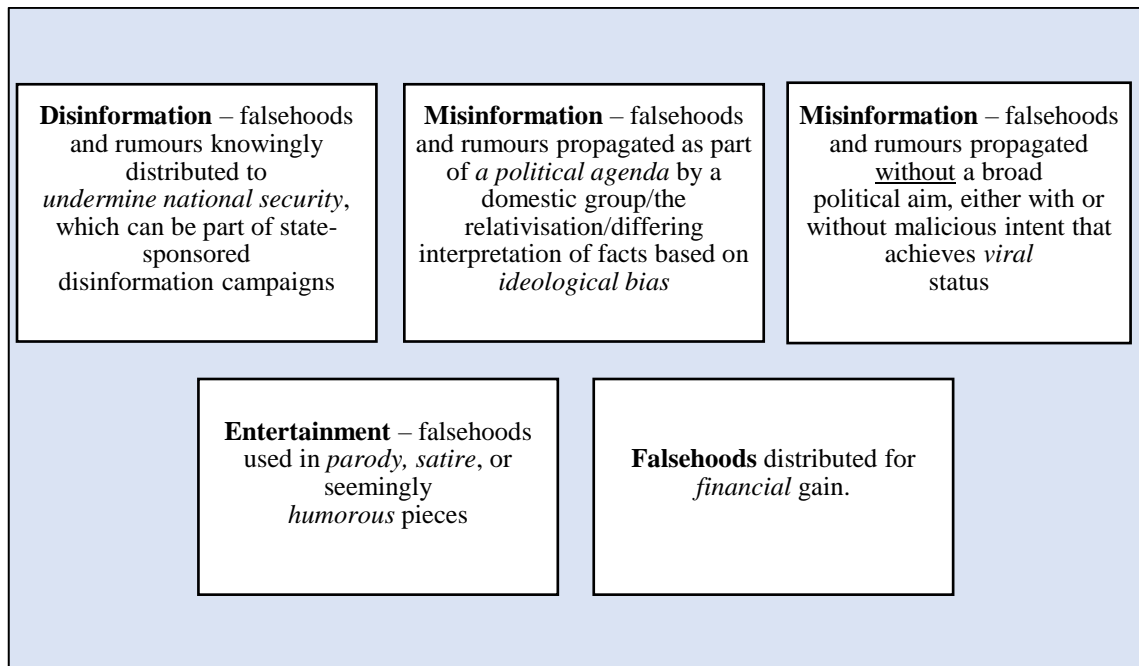 Disinformation – falsehoods
and rumours knowingly
distributed to
undermine national security,
which can be part of state-
sponsored
disinformation campaigns
Misinformation – falsehoods
and rumours propagated as part
of a political agenda by a
domestic group/the
relativisation/differing
interpretation of facts based on
ideological bias
Misinformation – falsehoods
and rumours propagated
without a broad
political aim, either with or
without malicious intent that
achieves viral
status
Entertainment – falsehoods
used in parody, satire, or
seemingly
humorous pieces
Falsehoods distributed for
financial gain.